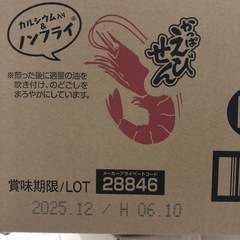 カルシウム入り
&
ノンフライ
かっぱり
えびせん
※煎った後に適量の油を
吹き付け、のどごしを
まろやかにしています。
賞味期限/LOT
メーカープライベートコード
28846
2025.12 / H 06.10